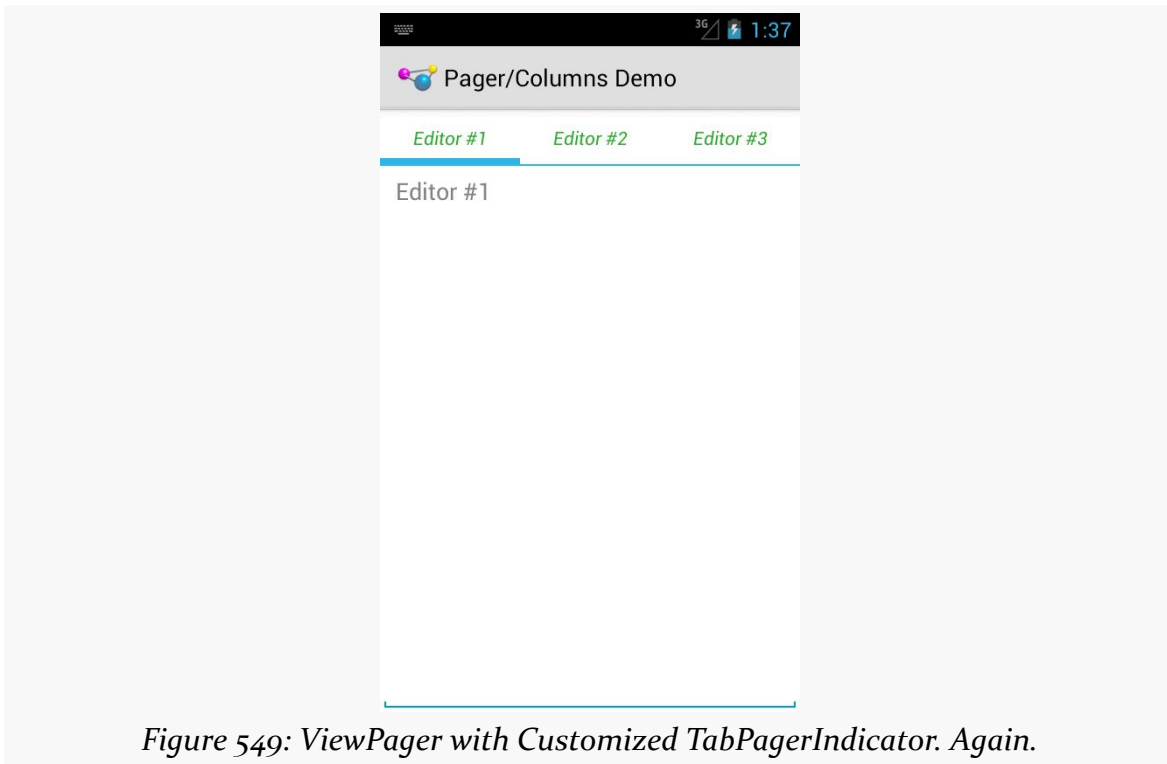 3G 1:37
Pager/Columns Demo
Editor #1 Editor #2 Editor #3
Editor #1
Figure 549: ViewPager with Customized TabPagerIndicator. Again.